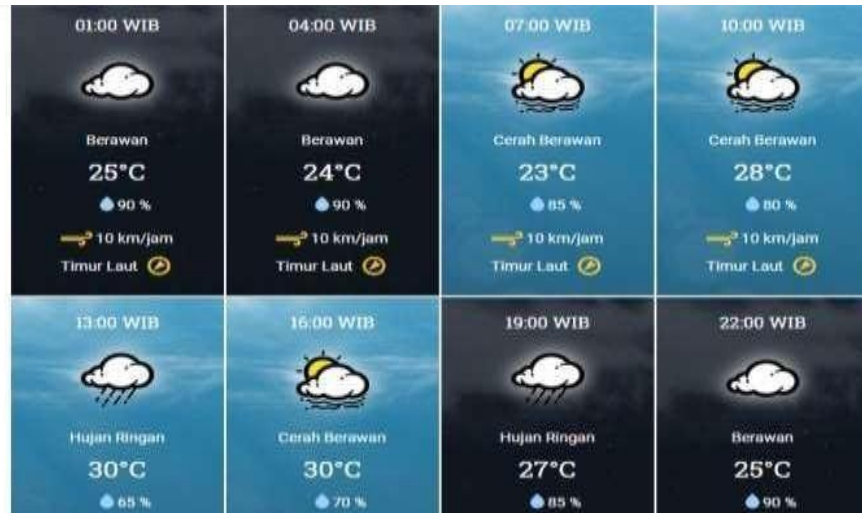 01:00 WIB
Berawan
25°C
90 %
10 km/jam
Timur Laut
04:00 WIB
Berawan
24°C
90 %
10 km/jam
Timur Laut
07:00 WIB
Cerah Berawan
23°C
85 %
10 km/jam
Timur Laut
10:00 WIB
Cerah Berawan
28°C
80 %
10 km/jam
Timur Laut
13:00 WIB
Hujan Ringan
30°C
65 %
16:00 WIB
Cerah Berawan
30°C
70 %
19:00 WIB
Hujan Ringan
27°C
85 %
22:00 WIB
Berawan
25°C
90 %